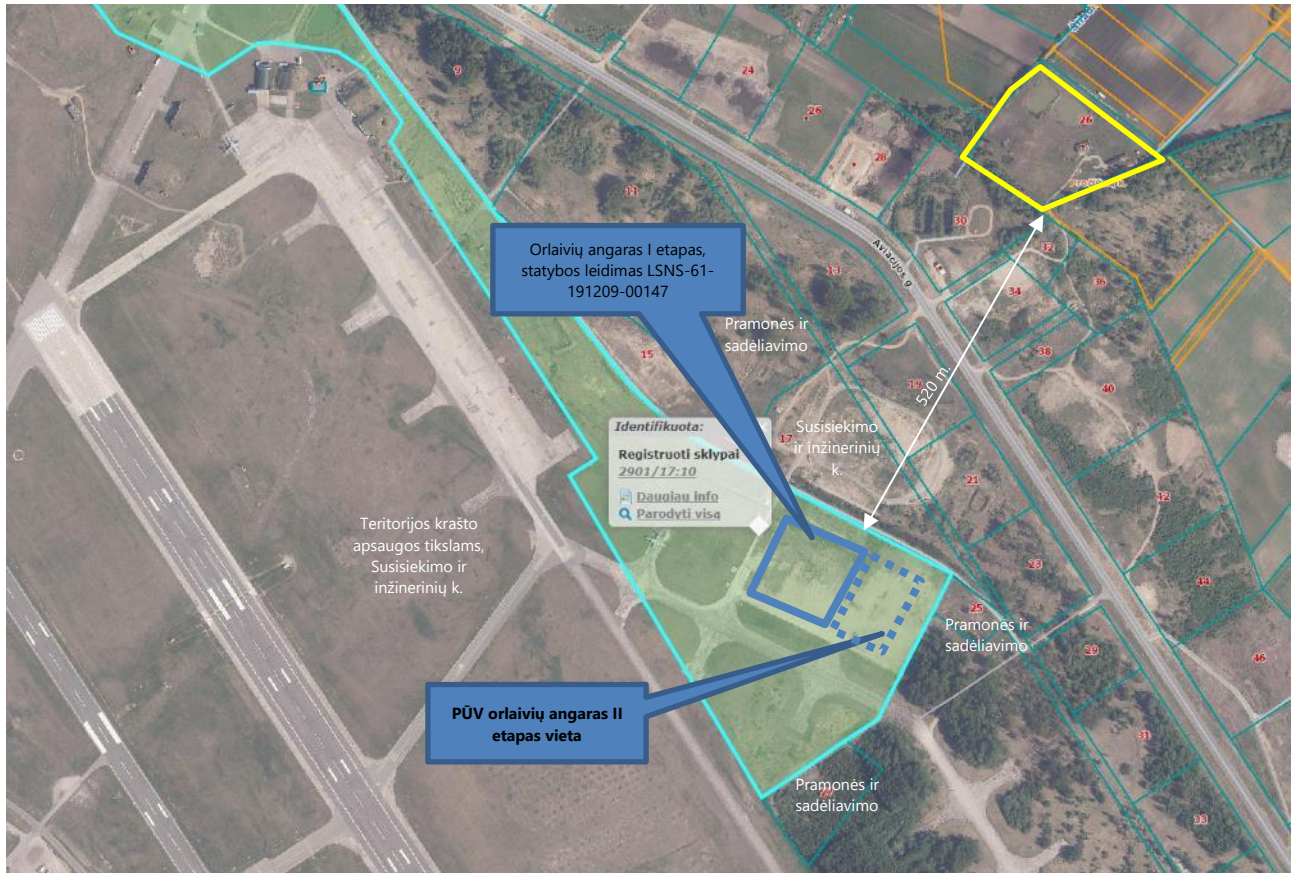 9
24
26
28
11
30
26
32
36
34
13
Aviacijos g.
Orlaivių angaras I etapas,
statybos leidimas LSNS-61-
191209-00147
Pramonės ir
sadėliavimo
15
38
40
19
520 m.
Identifikuota:
Registruoti sklypai
2901/17:10
Daugiau info
Parodyti visą
17
Susisiekimo
ir inžinerinių
k.
21
42
Teritorijos krašto
apsaugos tikslams,
Susisiekimo ir
inžinerinių k.
23
44
25
Pramonės ir
sadėliavimo
29
46
PŪV orlaivių angaras II
etapas vieta
31
Pramonės ir
sadėliavimo
33